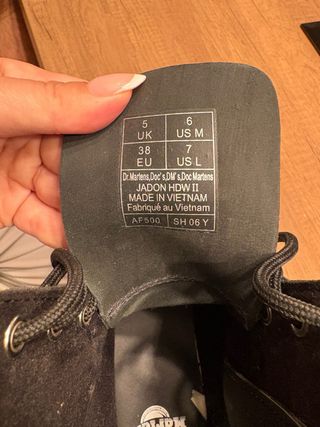 5 UK 6 US M
38 EU 7 US L
Dr.Martens,Doc's,DM's,Doc Martens
JADON HDW II
MADE IN VIETNAM
Fabriqué au Vietnam
AF500 SH 06 Y